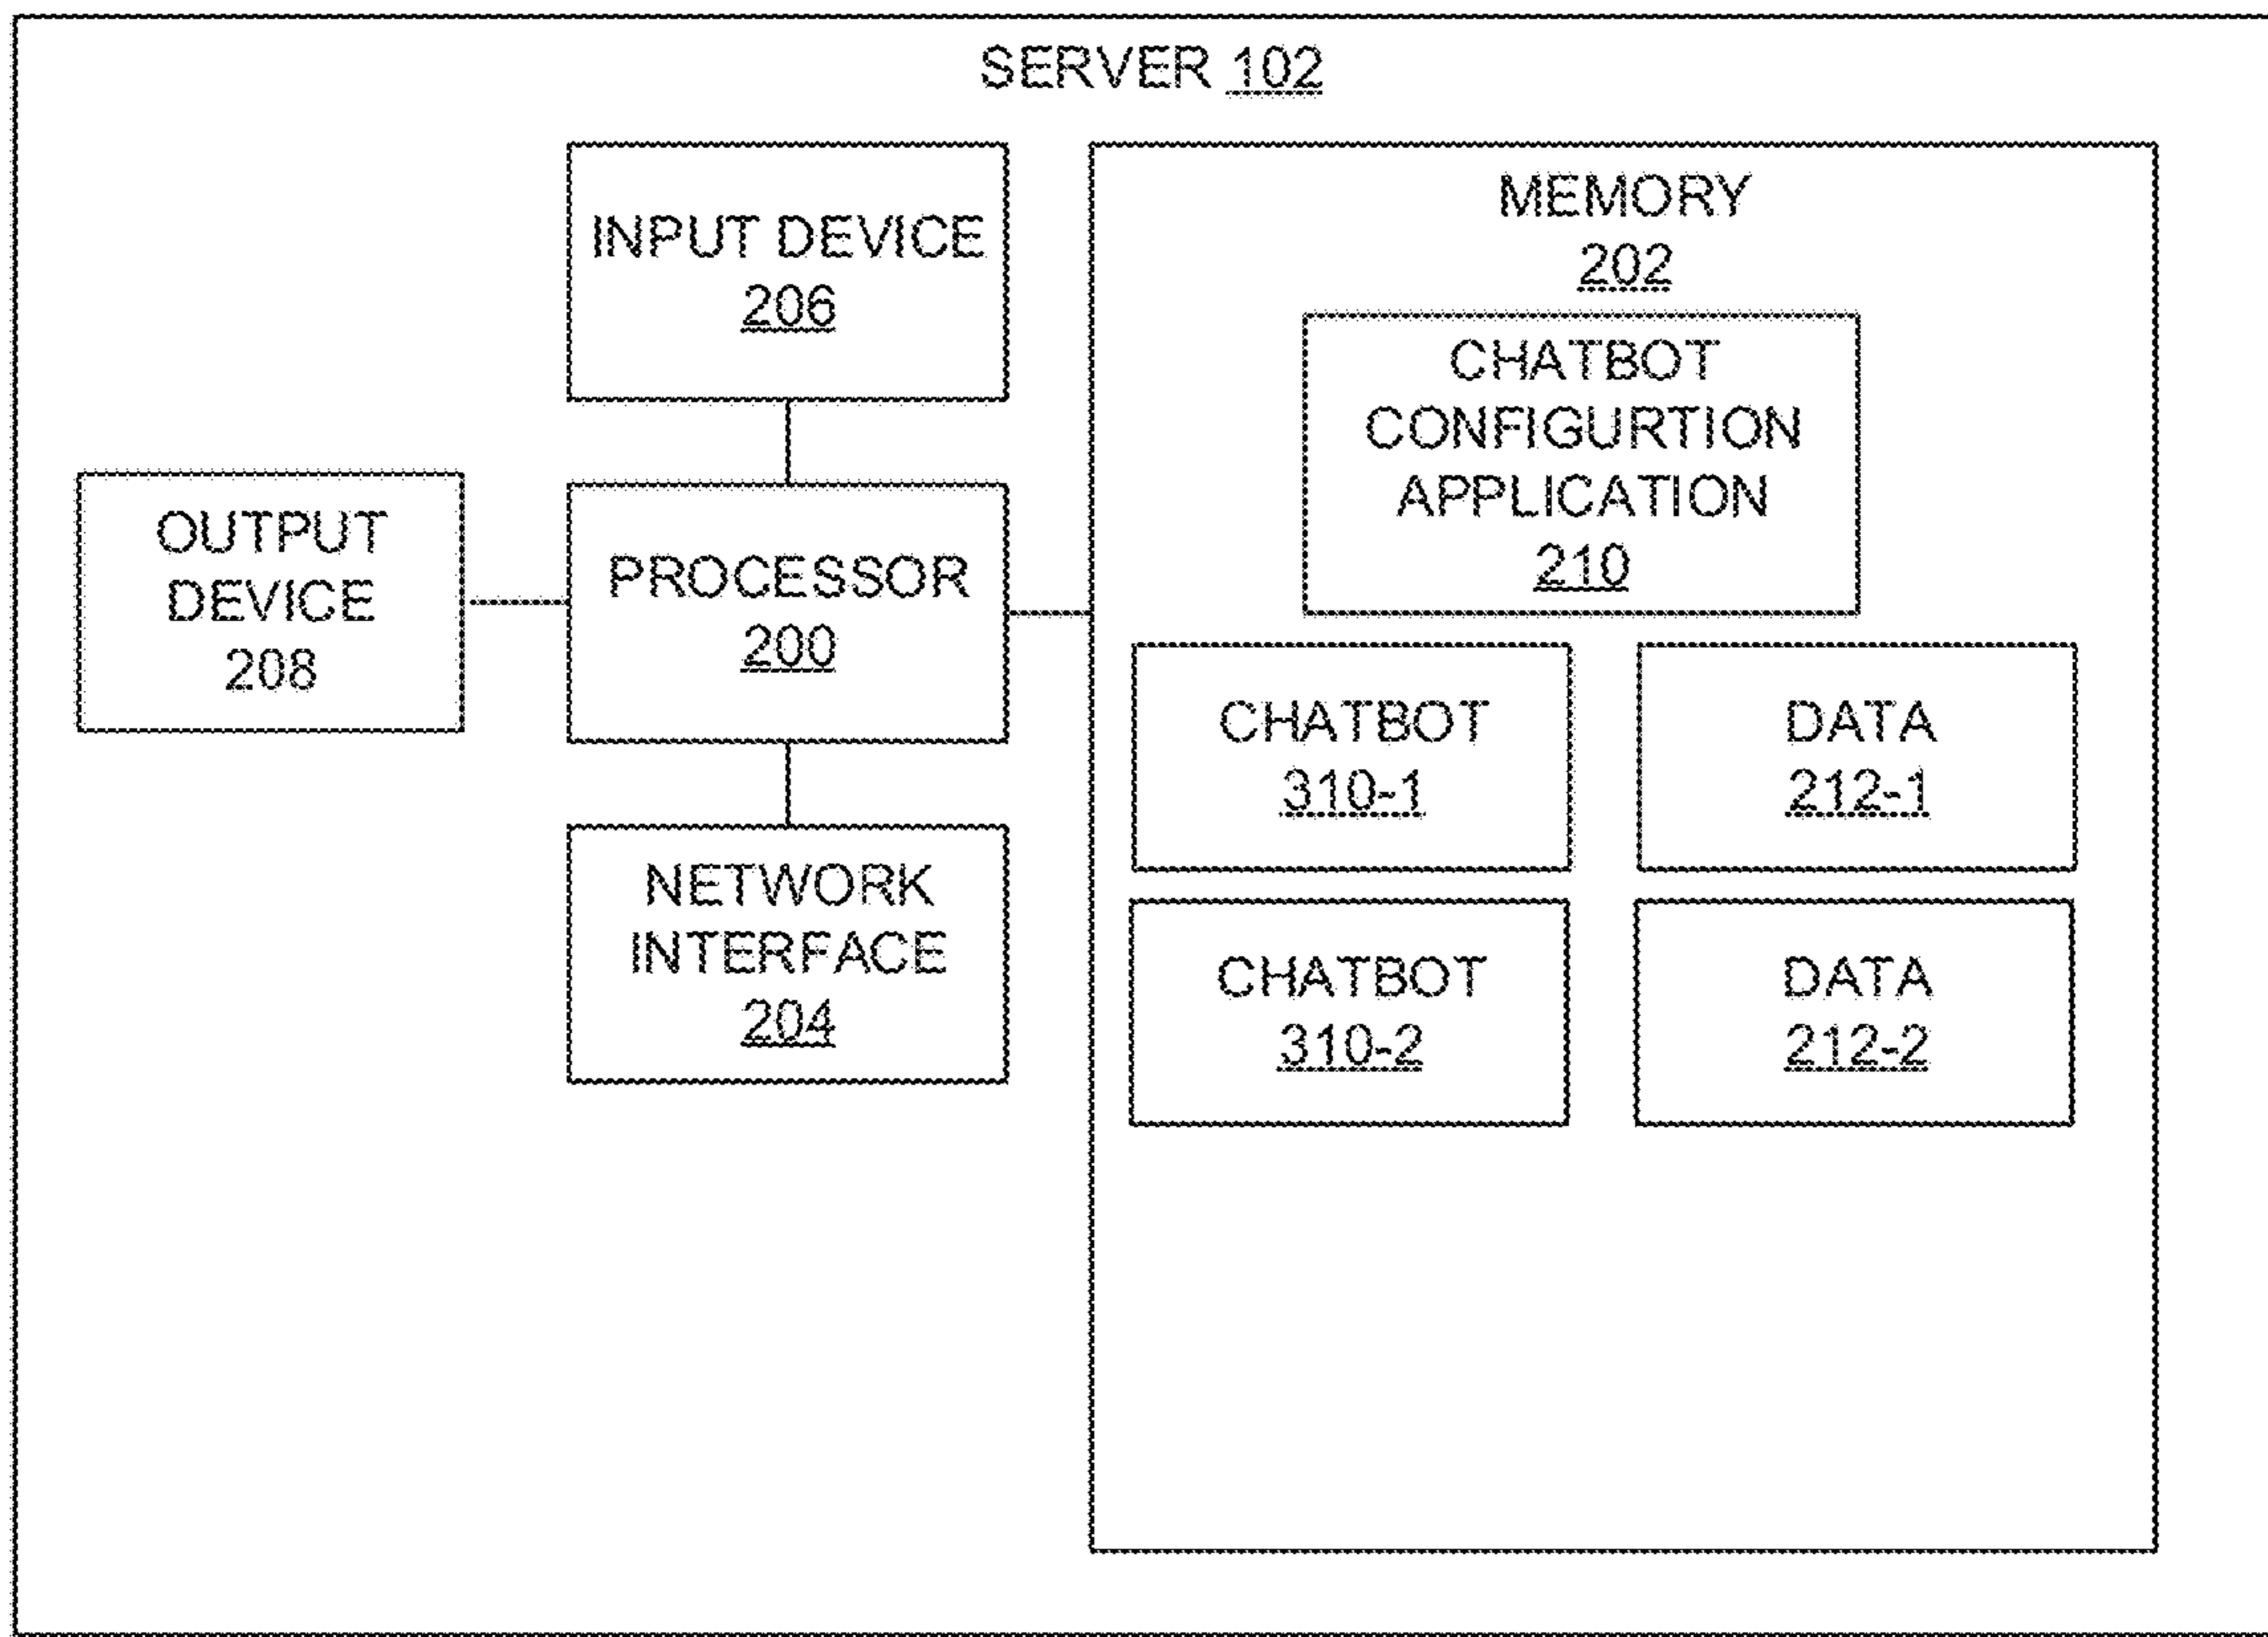 SERVER 102
INPUT DEVICE
206
OUTPUT
DEVICE
208
PROCESSOR
200
NETWORK
INTERFACE
204
MEMORY
202
CHATBOT
CONFIGURTION
APPLICATION
210
CHATBOT
310-1
DATA
212-1
CHATBOT
310-2
DATA
212-2